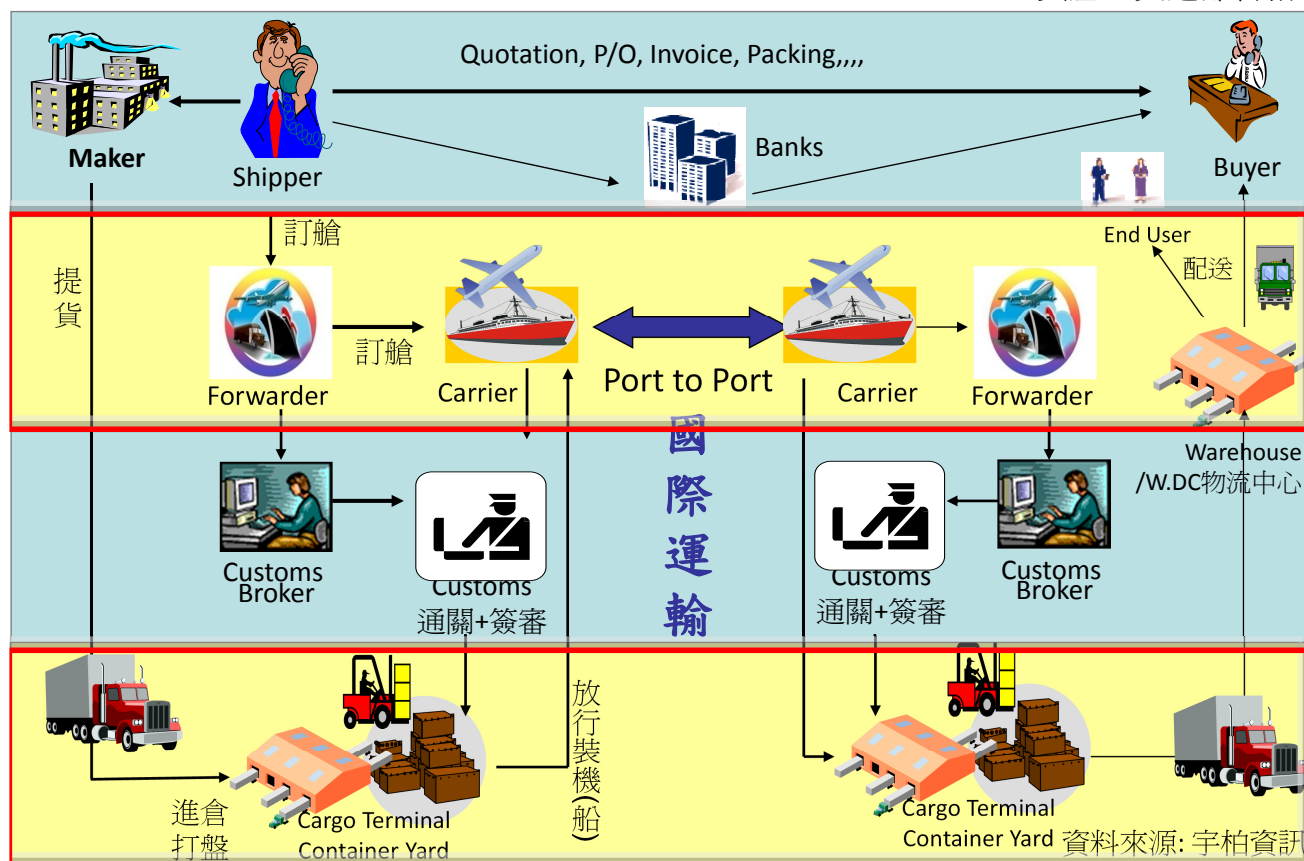 Quotation, P/O, Invoice, Packing,,,,
Maker
Shipper
Banks
Buyer
訂艙
提
貨
End User
配送
訂艙
Forwarder
Carrier
Port to Port
Carrier
Forwarder
國
際
運
輸
Warehouse
/W.DC物流中心
Customs
Broker
Customs
通關+簽審
Customs
通關+簽審
Customs
Broker
放行裝機(船)
進倉
打盤
Cargo Terminal
Container Yard
Cargo Terminal
Container Yard
資料來源: 宇柏資訊